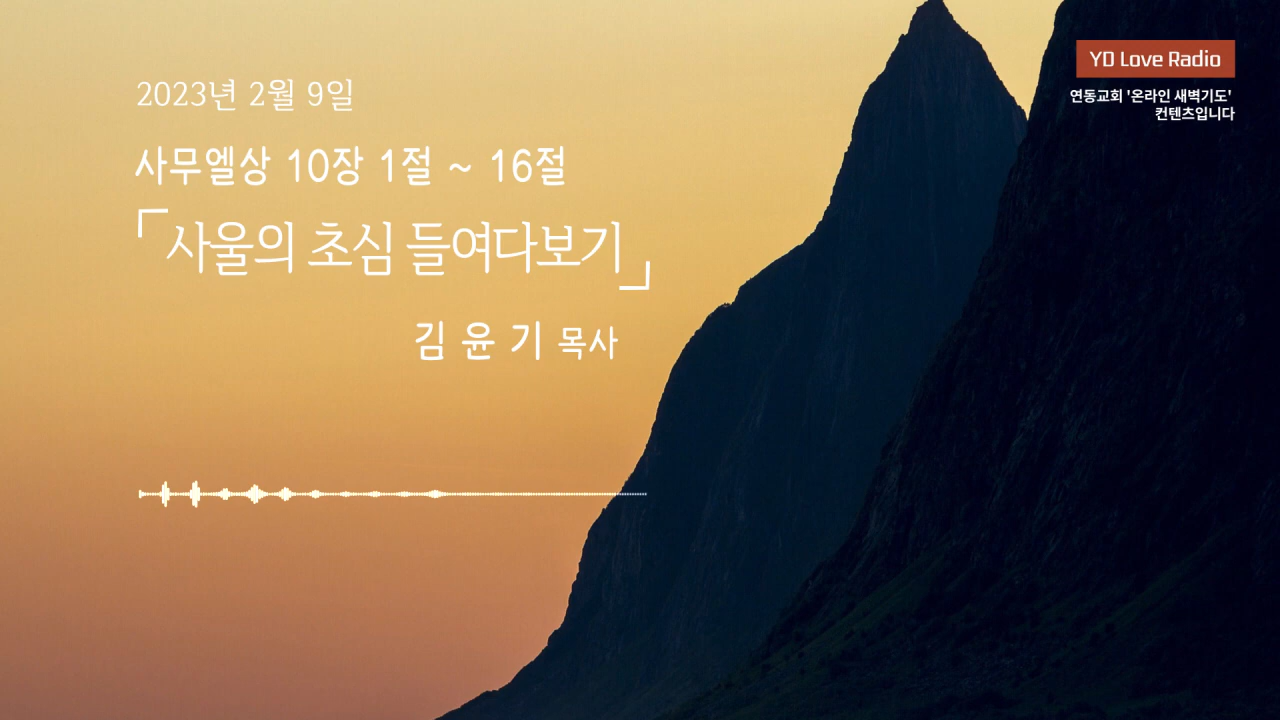 2023년 2월 9일
사무엘상 10장 1절 ~ 16절
「사울의 초심 들여다보기」
김 윤 기 목사
YD Love Radio
연동교회 '온라인 새벽기도'
컨텐츠입니다